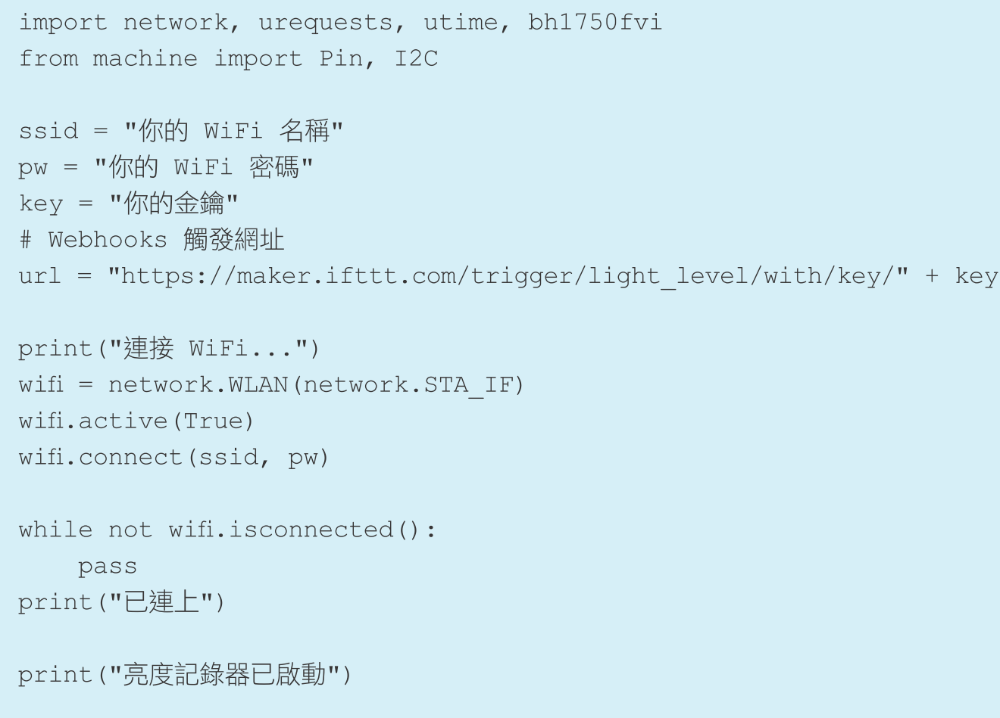 import network, urequests, utime, bh1750fvi
from machine import Pin, I2C
ssid = "你的 WiFi 名稱"
pw = "你的 WiFi 密碼"
key = "你的金鑰"
# Webhooks 觸發網址
url = "https://maker.ifttt.com/trigger/light_level/with/key/" + key
print("連接 WiFi...")
wifi = network.WLAN(network.STA_IF)
wifi.active(True)
wifi.connect(ssid, pw)
while not wifi.isconnected():
    pass
print("已連上")
print("亮度記錄器已啟動")